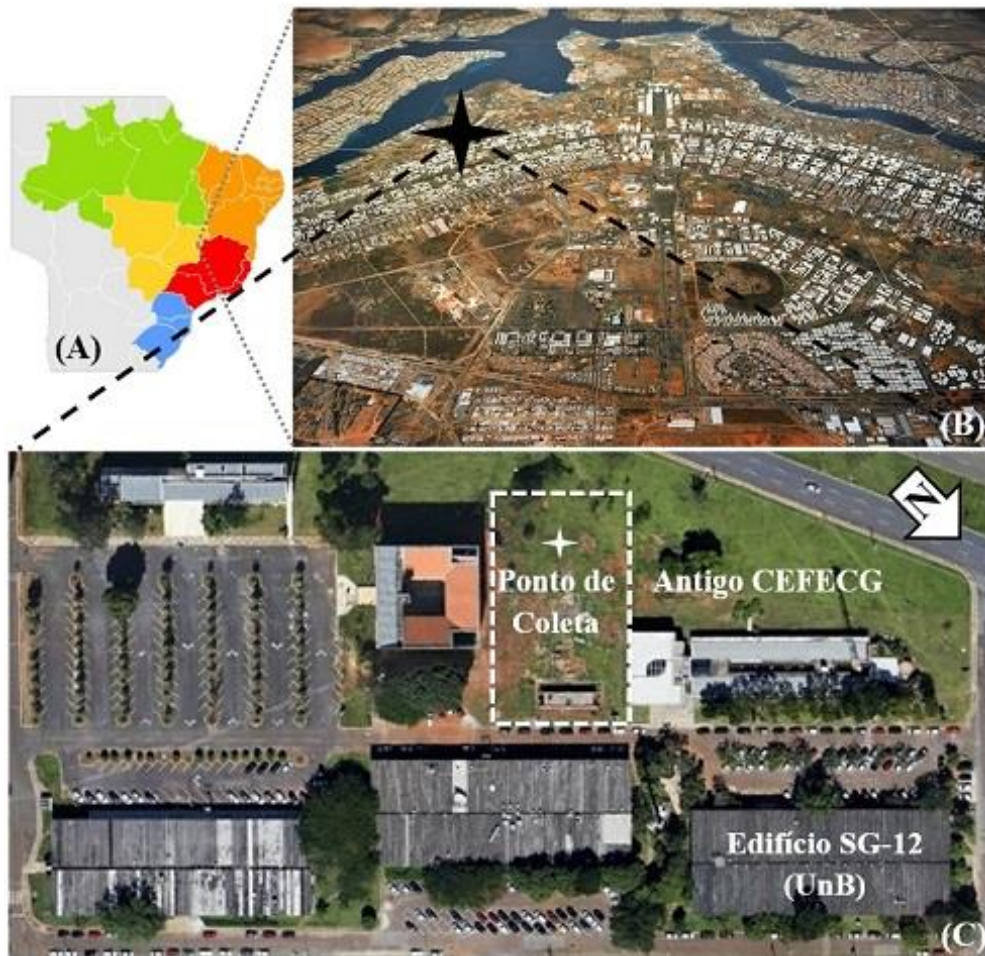 (A)
(B)
N
Ponto de
Coleta
Antigo CEFECG
Edifício SG-12
(UnB)
(C)